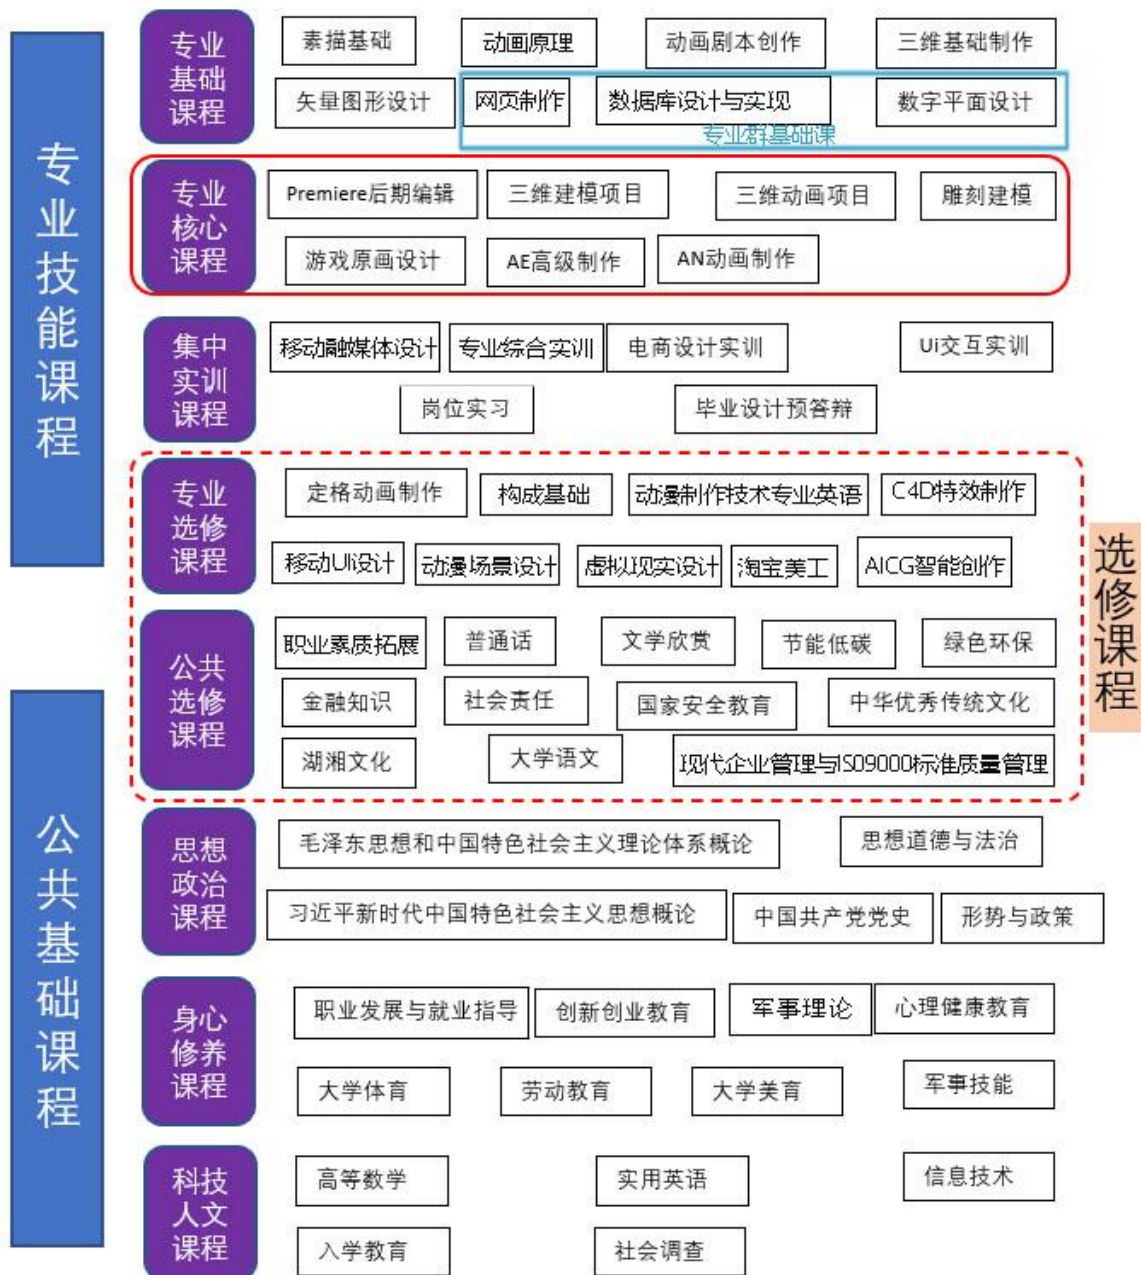 专业技能课程
专业基础课程
素描基础
动画原理
动画剧本创作
三维基础制作
矢量图形设计
网页制作
数据库设计与实现
数字平面设计
专业群基础课
专业核心课程
Premiere后期编辑
三维建模项目
三维动画项目
雕刻建模
游戏原画设计
AE高级制作
AN动画制作
集中实训课程
移动融媒体设计
专业综合实训
电商设计实训
Ui交互实训
岗位实习
毕业设计预答辩
选修课程
专业选修课程
定格动画制作
构成基础
动漫制作技术专业英语
C4D特效制作
移动UI设计
动漫场景设计
虚拟现实设计
淘宝美工
AICG智能创作
公共基础课程
公共选修课程
职业素质拓展
普通话
文学欣赏
节能低碳
绿色环保
金融知识
社会责任
国家安全教育
中华优秀传统文化
湖湘文化
大学语文
现代企业管理与ISO9000标准质量管理
思想政治课程
毛泽东思想和中国特色社会主义理论体系概论
思想道德与法治
习近平新时代中国特色社会主义思想概论
中国共产党党史
形势与政策
身心修养课程
职业发展与就业指导
创新创业教育
军事理论
心理健康教育
大学体育
劳动教育
大学美育
军事技能
科技人文课程
高等数学
实用英语
信息技术
入学教育
社会调查